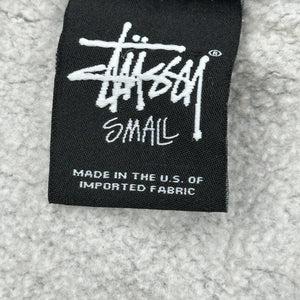 Stüssy ®
SMALL
MADE IN THE U.S. OF
IMPORTED FABRIC